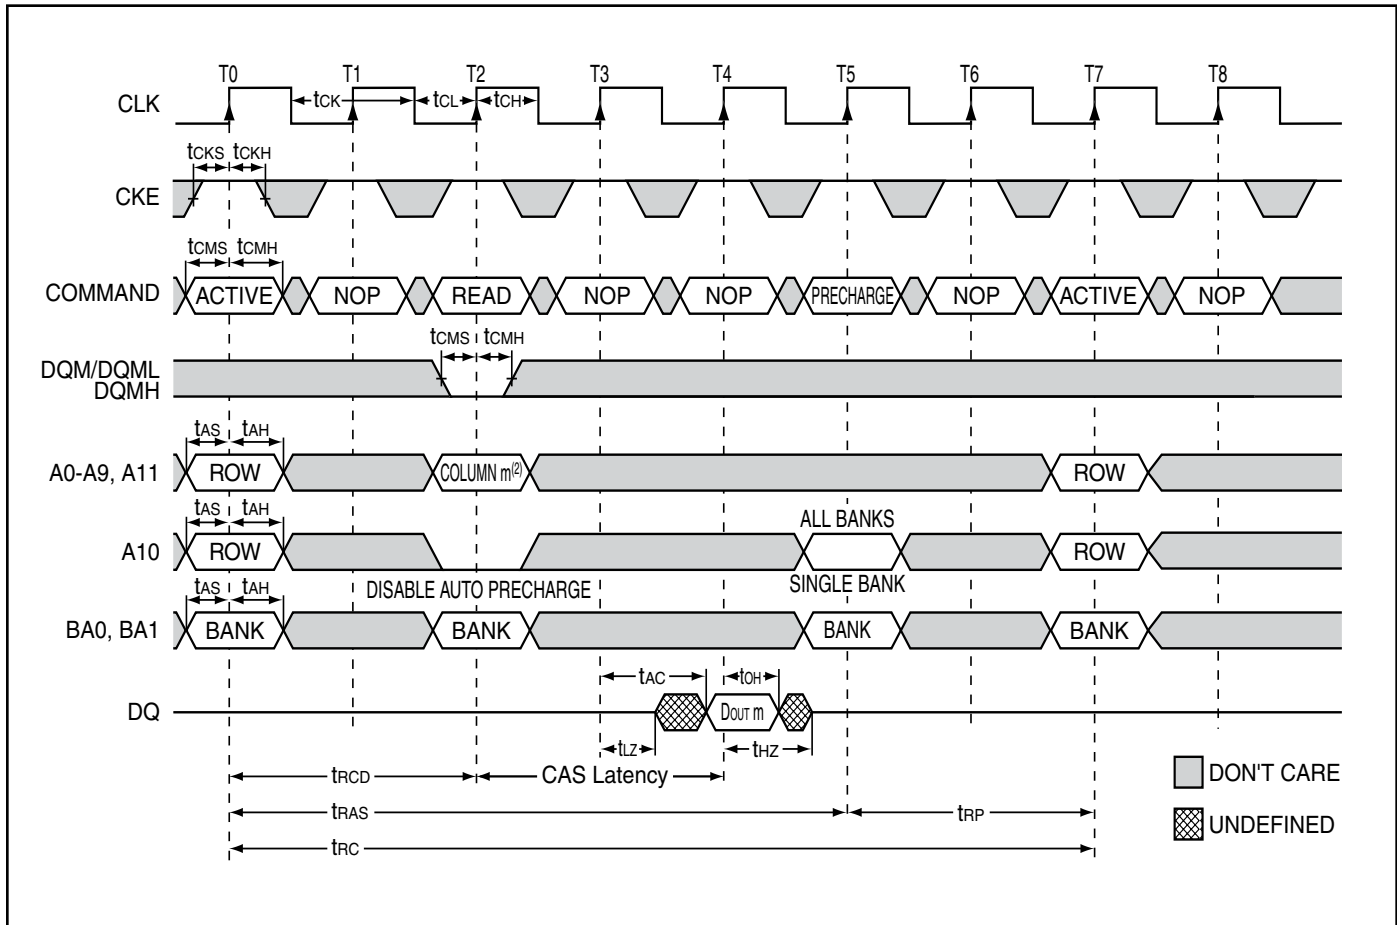 T0 T1 T2 T3 T4 T5 T6 T7 T8
CLK
tCK tCL tCH
tCKS tCKH
CKE
tCMS tCMH
COMMAND ACTIVE NOP READ NOP NOP PRECHARGE NOP ACTIVE NOP
tCMS tCMH
DQM/DQML
DQMH
tAS tAH
A0-A9, A11 ROW COLUMN m(2) ROW
tAS tAH ALL BANKS
A10 ROW ROW
DISABLE AUTO PRECHARGE SINGLE BANK
tAS tAH
BA0, BA1 BANK BANK BANK BANK
tAC tOH
DQ DOUT m
tLZ tHZ
tRCD CAS Latency
DON'T CARE
tRAS tRP
UNDEFINED
tRC